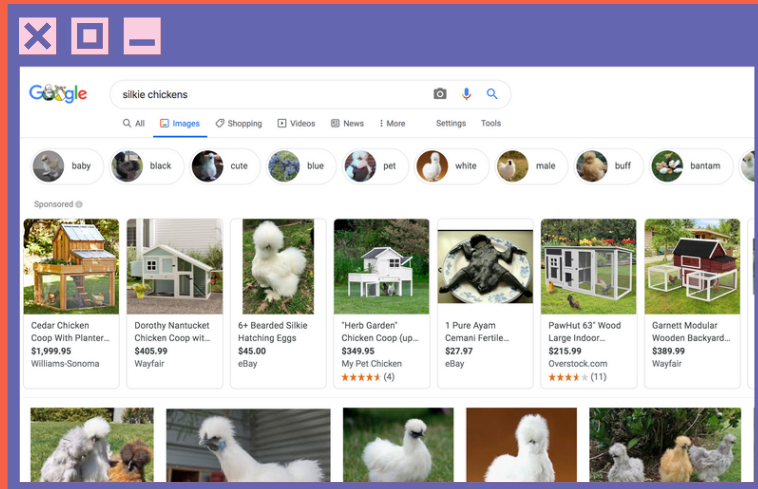 Google
silkie chickens
All Images Shopping Videos News More Settings Tools
baby black cute blue pet white male buff bantam
Sponsored
Cedar Chicken
Coop With Planter...
$1,999.95
Williams-Sonoma
Dorothy Nantucket
Chicken Coop wit...
$405.99
Wayfair
6+ Bearded Silkie
Hatching Eggs
$45.00
eBay
"Herb Garden"
Chicken Coop (up...
$349.95
My Pet Chicken
(4)
1 Pure Ayam
Cemani Fertile...
$27.97
eBay
PawHut 63" Wood
Large Indoor...
$215.99
Overstock.com
(11)
Garnett Modular
Wooden Backyard...
$389.99
Wayfair